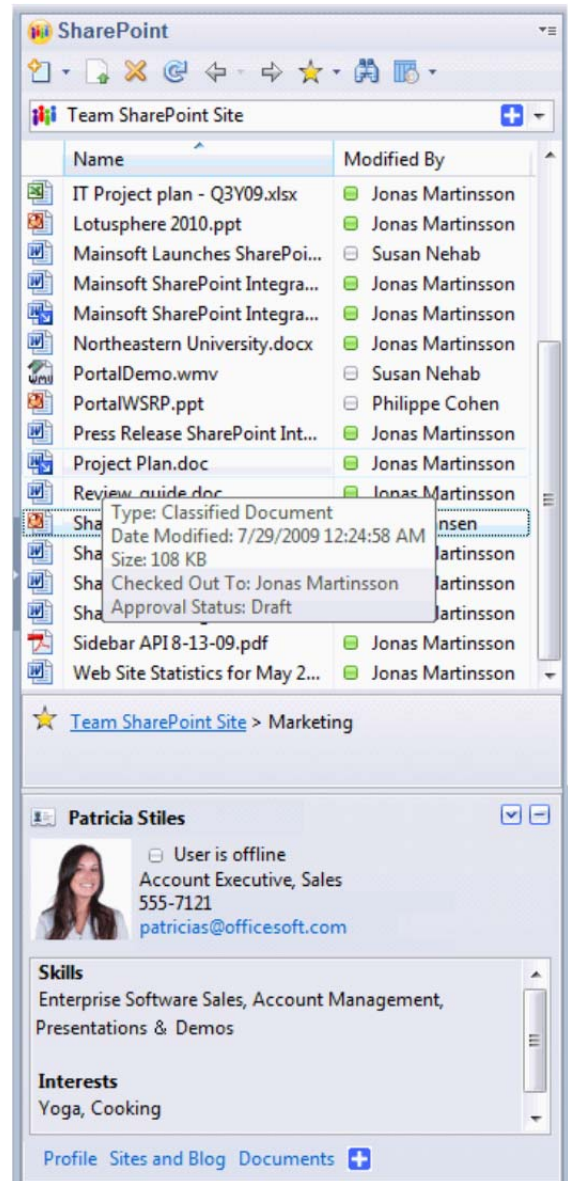 SharePoint
Team SharePoint Site
Name Modified By
IT Project plan - Q3Y09.xlsx Jonas Martinsson
Lotusphere 2010.ppt Jonas Martinsson
Mainsoft Launches SharePoi... Susan Nehab
Mainsoft SharePoint Integra... Jonas Martinsson
Mainsoft SharePoint Integra... Jonas Martinsson
Northeastern University.docx Jonas Martinsson
PortalDemo.wmv Susan Nehab
PortalWSRP.ppt Philippe Cohen
Press Release SharePoint Int... Jonas Martinsson
Project Plan.doc Jonas Martinsson
Review_guide.doc Jonas Martinsson
Sha
Type: Classified Document
nsen
Date Modified: 7/29/2009 12:24:58 AM
Sha
Size: 108 KB
Sha
Checked Out To: Jonas Martinsson
Sha
Approval Status: Draft
Sidebar API 8-13-09.pdf Jonas Martinsson
Web Site Statistics for May 2... Jonas Martinsson
Team SharePoint Site > Marketing
Patricia Stiles
User is offline
Account Executive, Sales
555-7121
patricias@officesoft.com
Skills
Enterprise Software Sales, Account Management,
Presentations & Demos
Interests
Yoga, Cooking
Profile Sites and Blog Documents